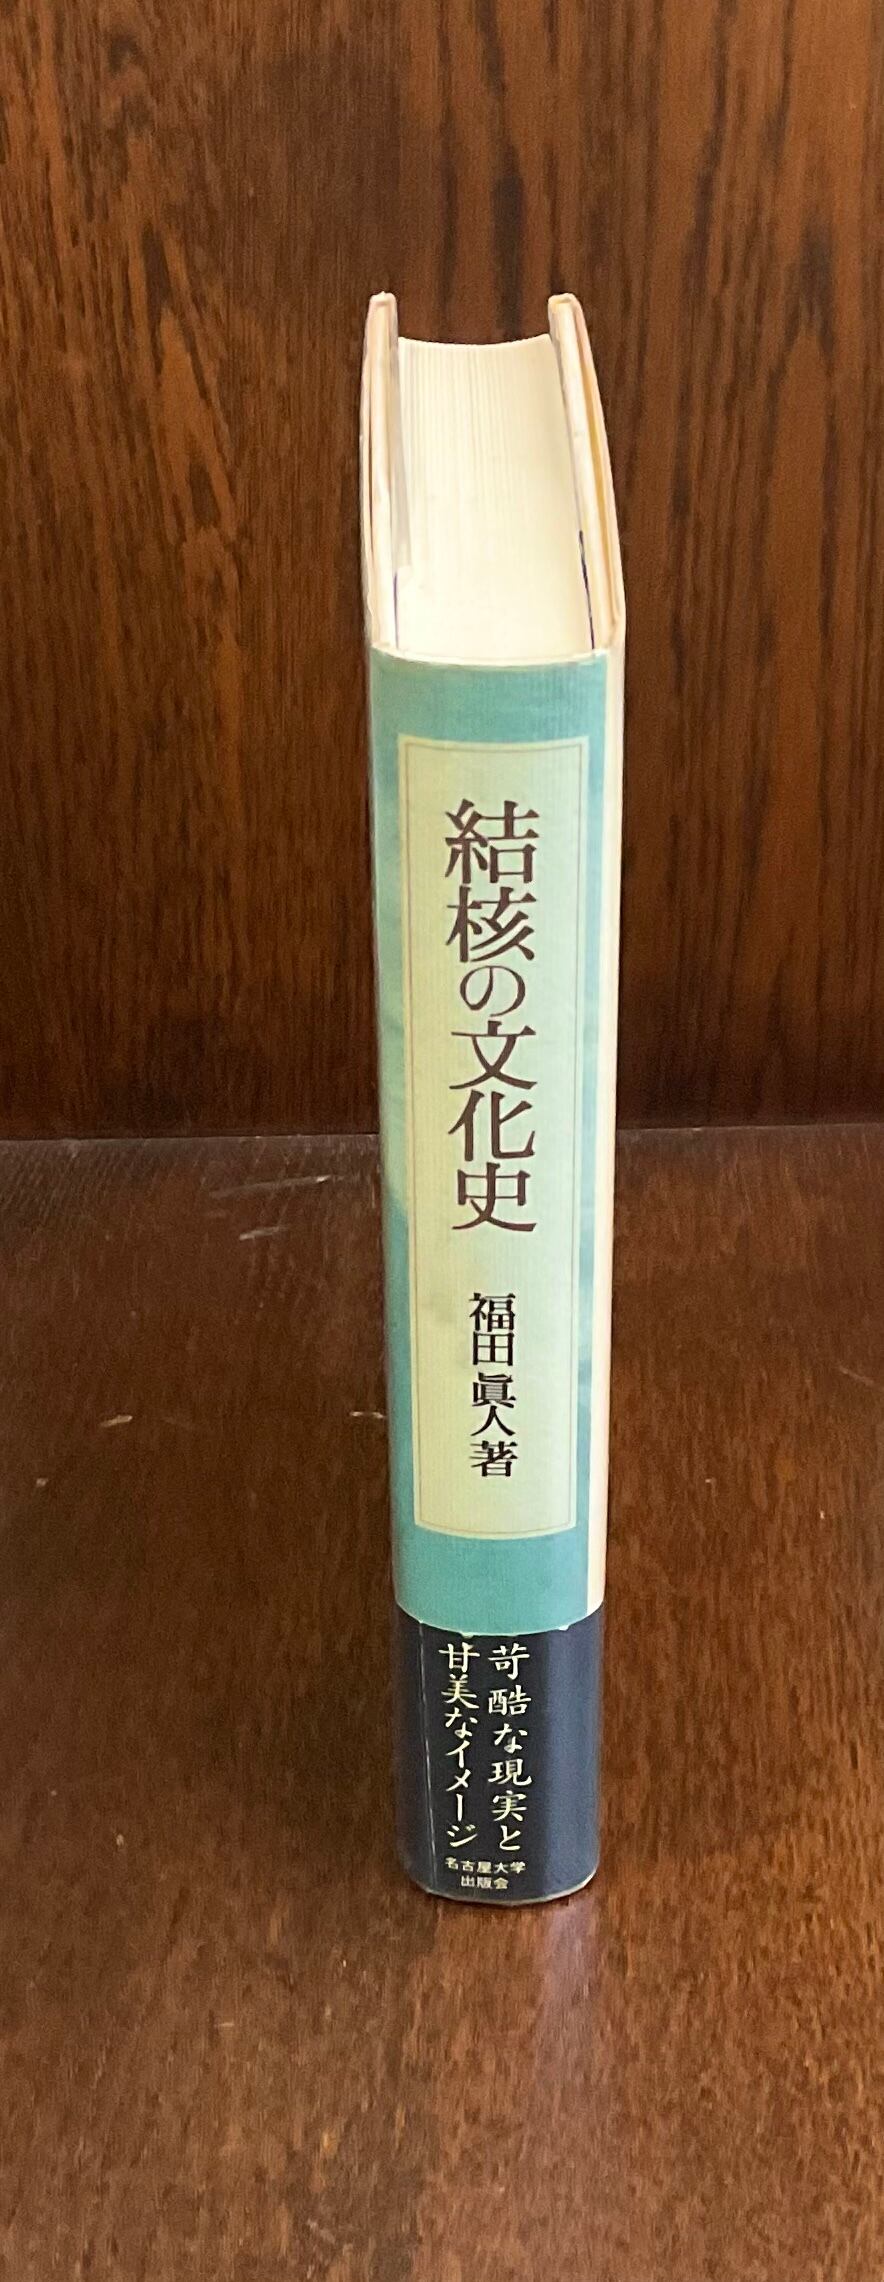 結核の文化史
福田眞人著
苛酷な現実と
甘美なイメージ
名古屋大学
出版会